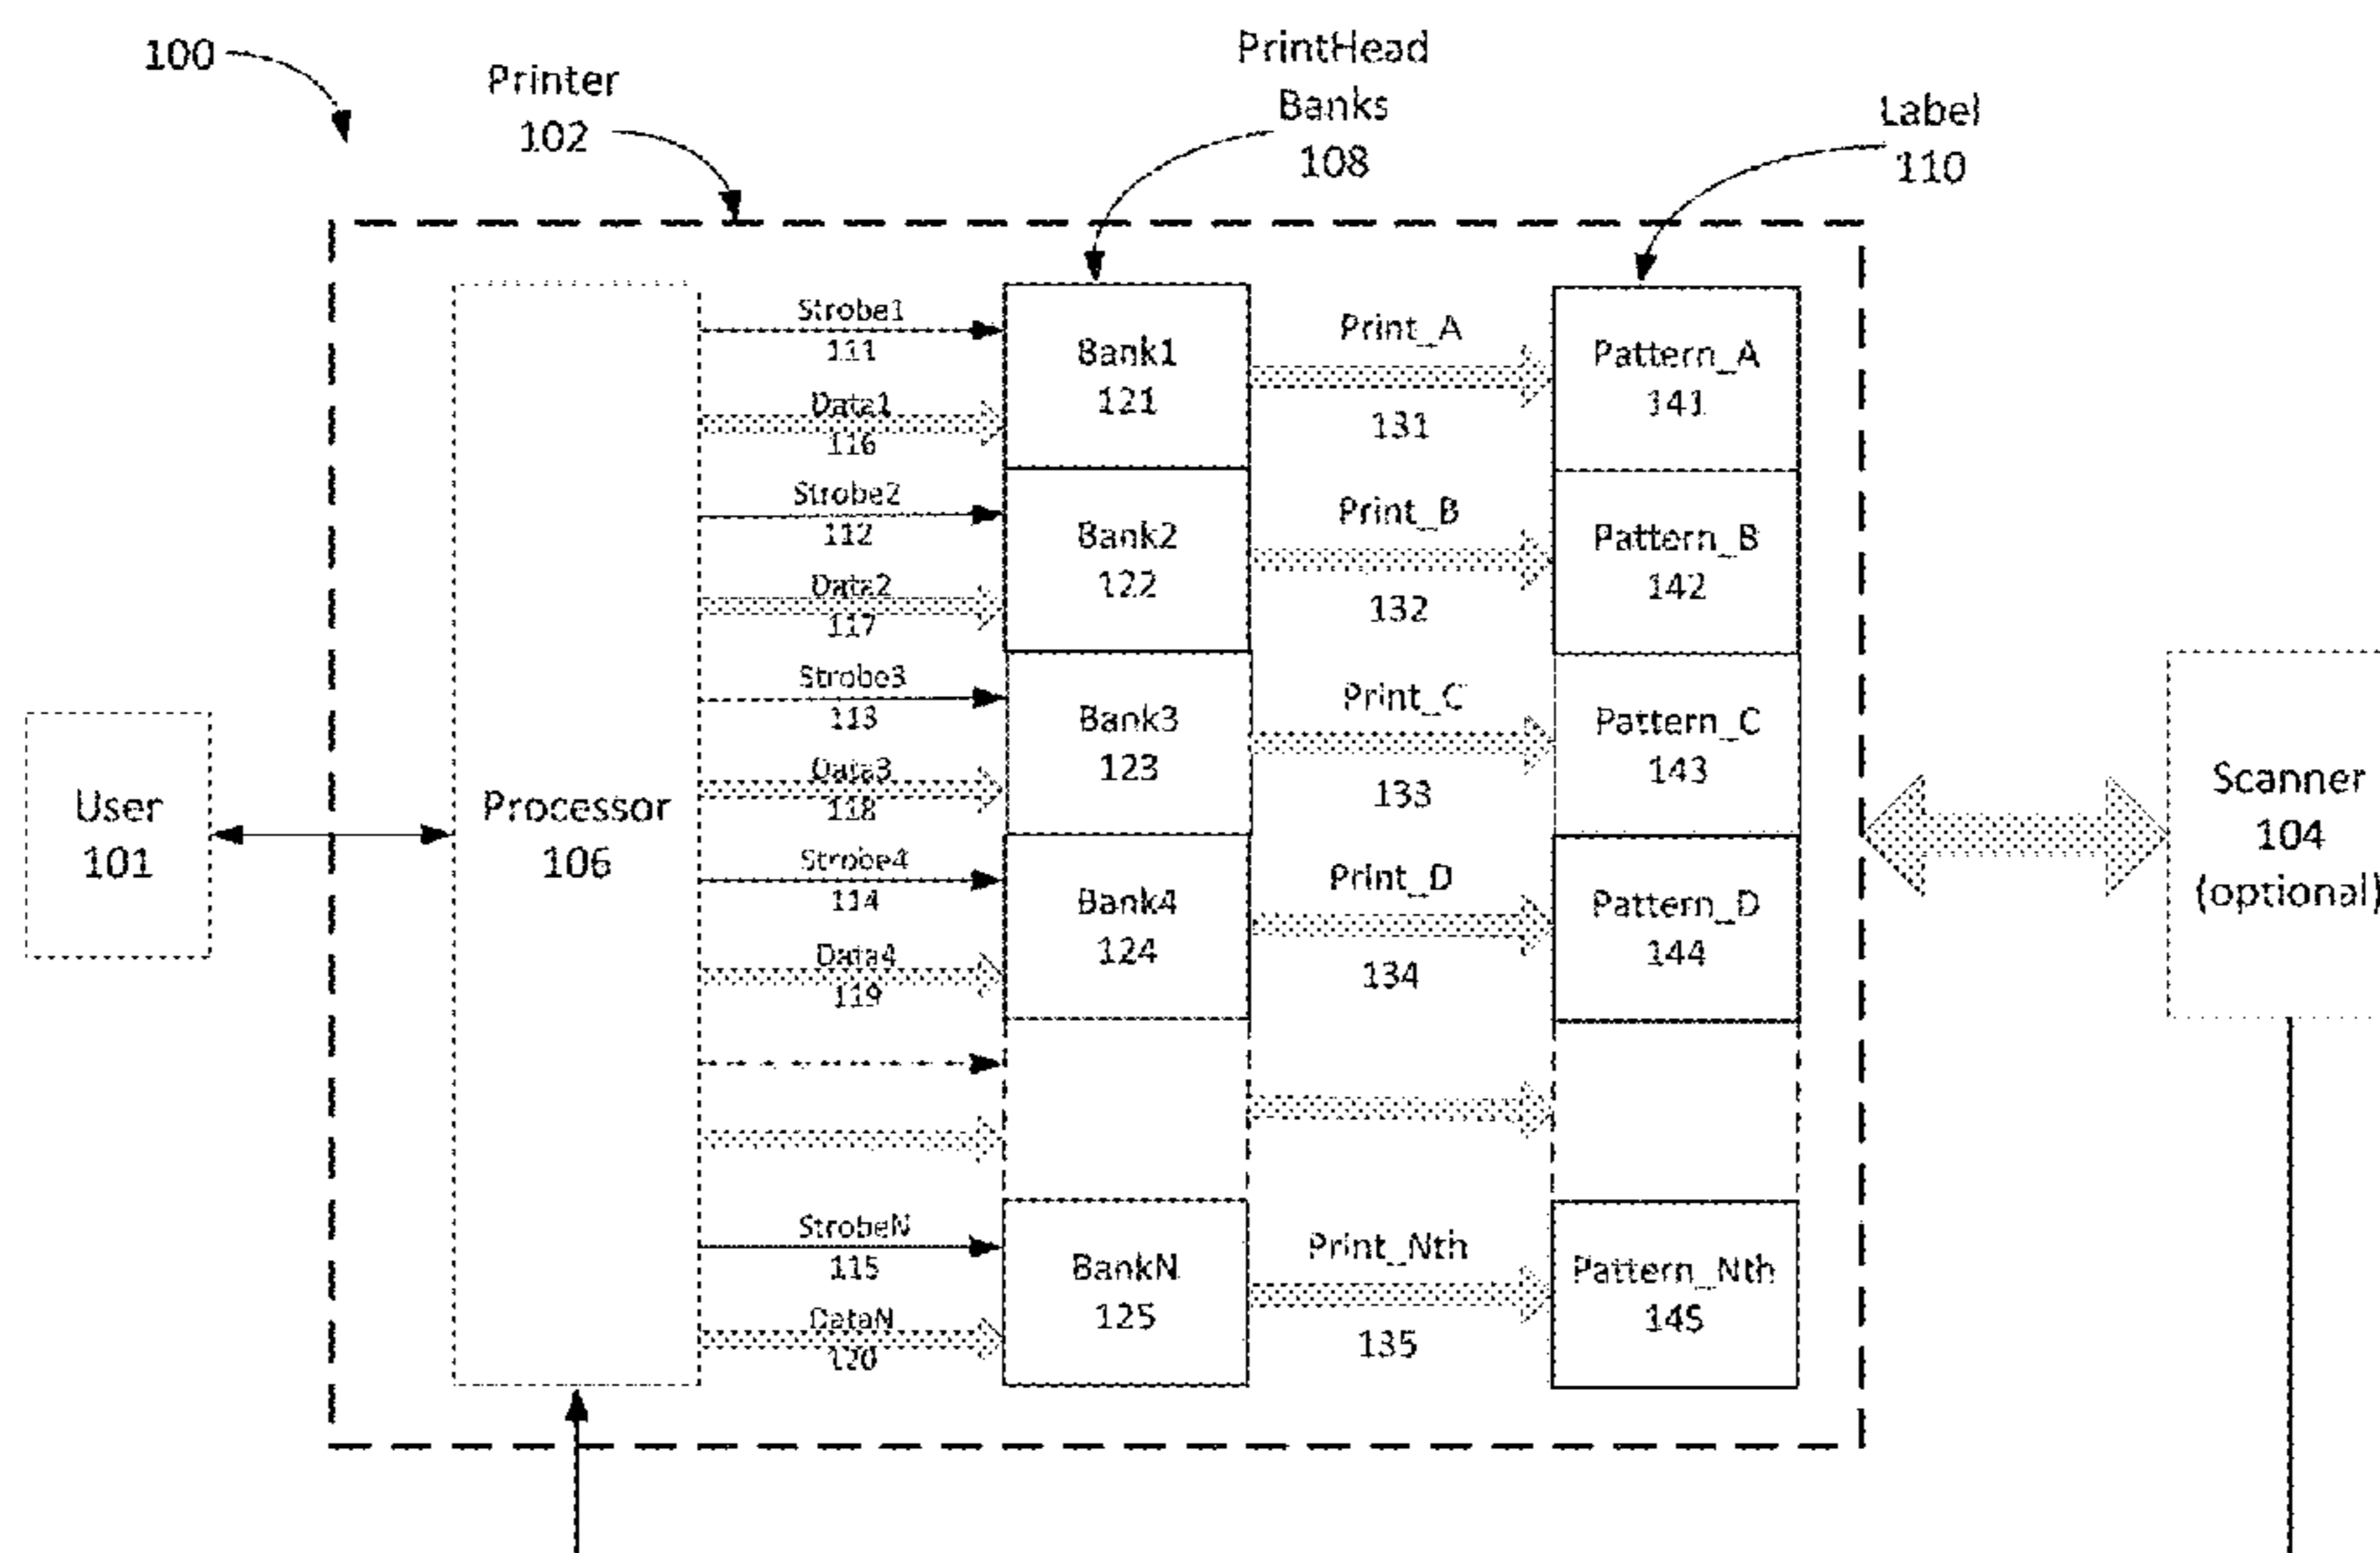 100
Printer
102
PrintHead
Banks
108
Label
110
User
101
Processor
106
Strobe1
111
Data1
116
Strobe2
112
Data2
117
Strobe3
113
Data3
118
Strobe4
114
Data4
119
StrobeN
115
DataN
120
Bank1
121
Bank2
122
Bank3
123
Bank4
124
BankN
125
Print_A
131
Print_B
132
Print_C
133
Print_D
134
Print_Nth
135
Pattern_A
141
Pattern_B
142
Pattern_C
143
Pattern_D
144
Pattern_Nth
145
Scanner
104
(optional)